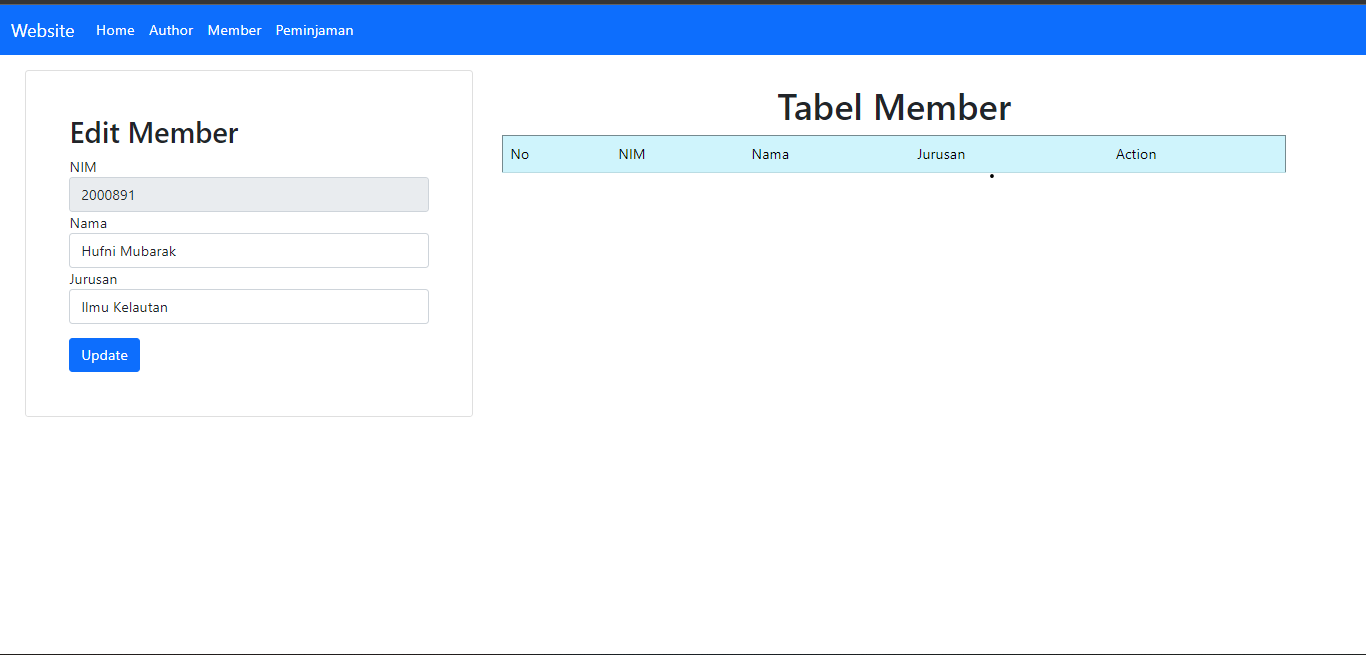 Website Home Author Member Peminjaman
Edit Member
NIM
2000891
Nama
Hufni Mubarak
Jurusan
Ilmu Kelautan
Update
Tabel Member
No NIM Nama Jurusan Action